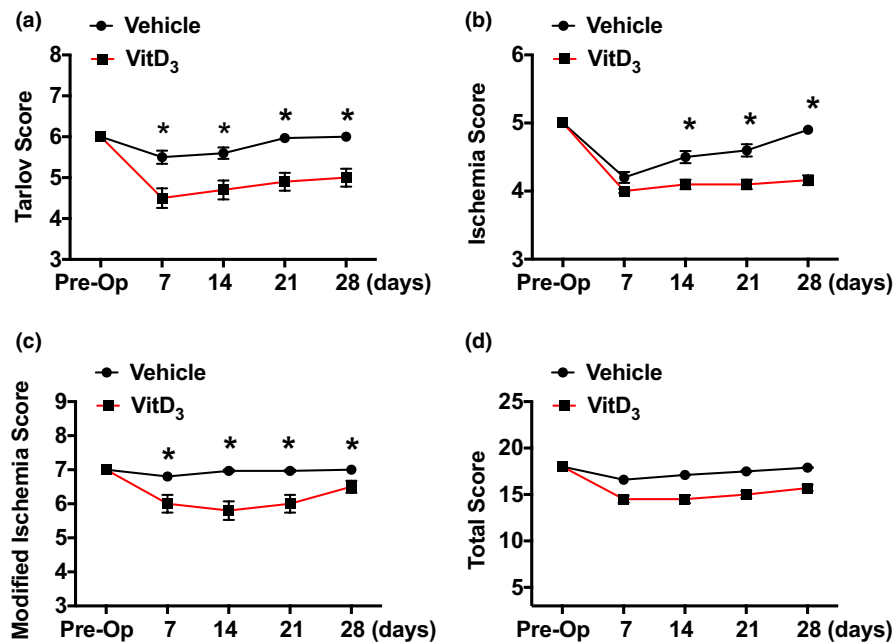 (a)
Vehicle
VitD₃
Tarlov Score
8
7
6
5
4
3
* * * *
Pre-Op 7 14 21 28 (days)
(b)
Vehicle
VitD₃
Ischemia Score
6
5
4
3
* * *
Pre-Op 7 14 21 28 (days)
(c)
Vehicle
VitD₃
Modified Ischemia Score
9
8
7
6
5
4
3
* * * *
Pre-Op 7 14 21 28 (days)
(d)
Vehicle
VitD₃
Total Score
25
20
15
10
5
Pre-Op 7 14 21 28 (days)